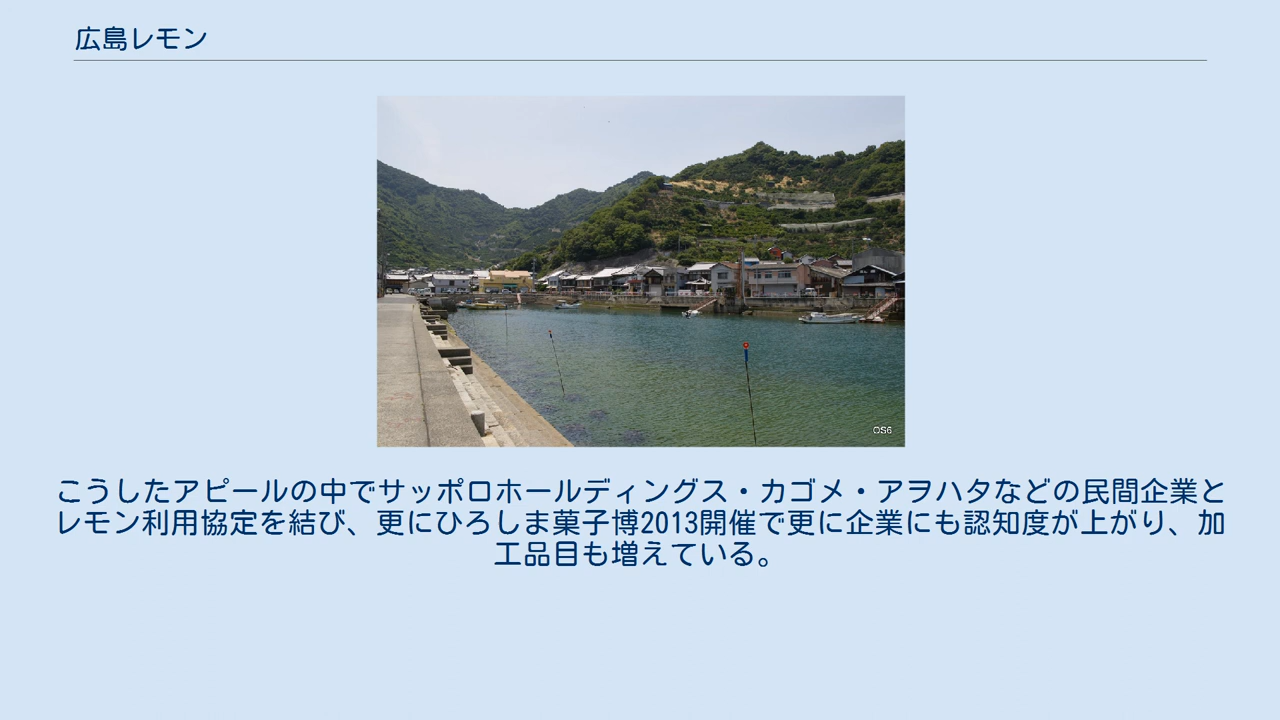 広島レモン
OS6
こうしたアピールの中でサッポロホールディングス・カゴメ・アヲハタなどの民間企業と
レモン利用協定を結び、更にひろしま菓子博2013開催で更に企業にも認知度が上がり、加
工品目も増えている。